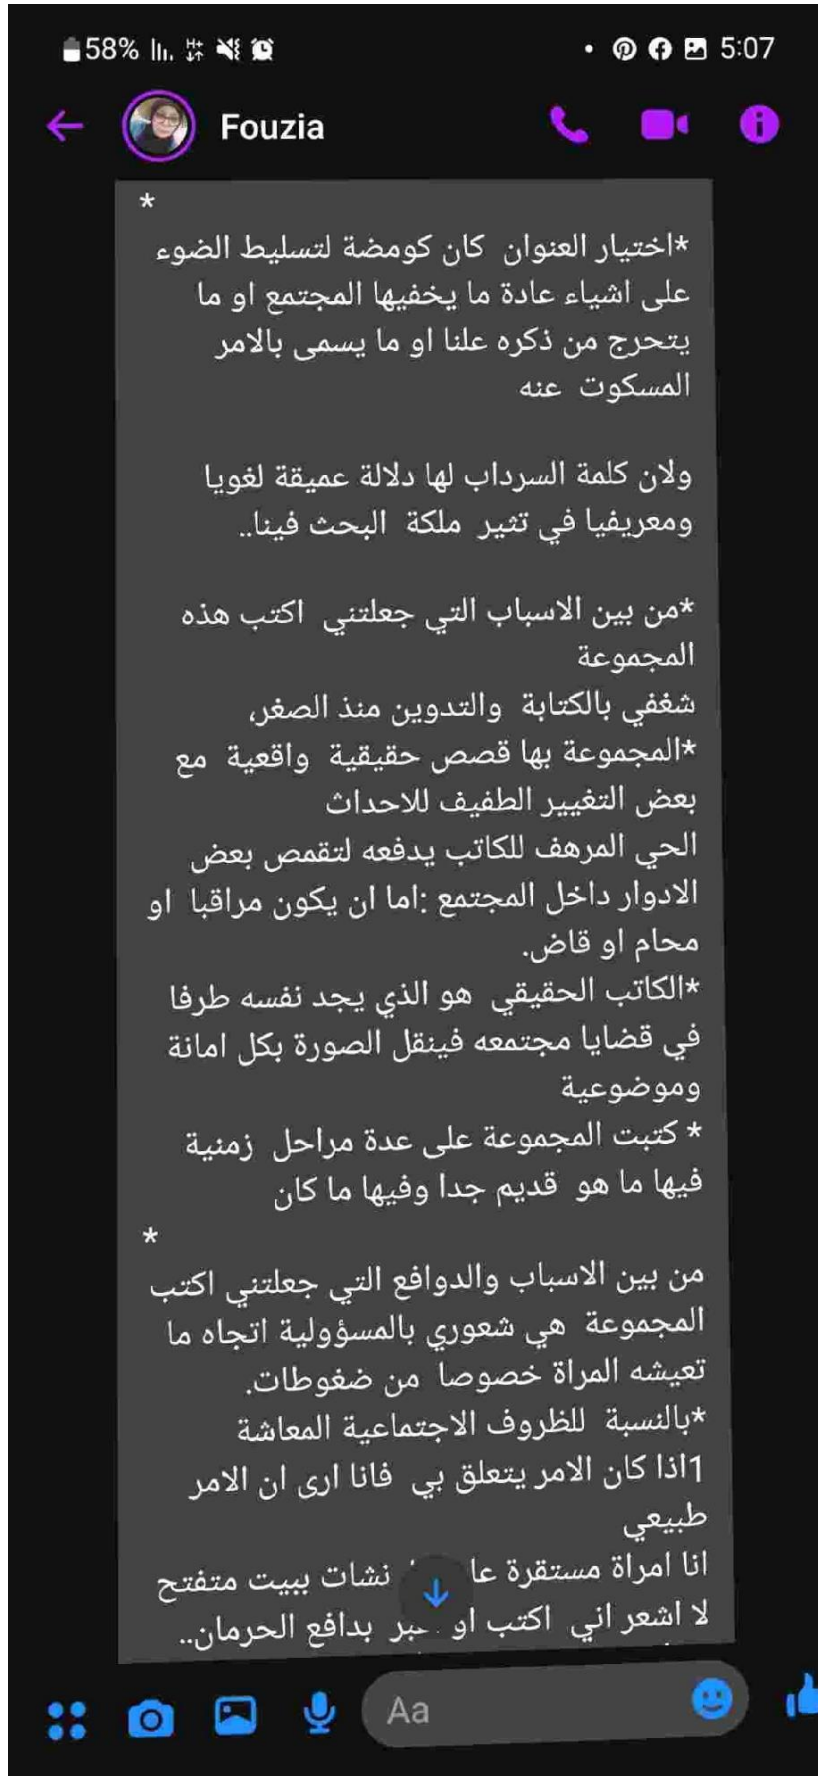 58% 5:07
Fouzia
*
*اختيار العنوان كان كومضة لتسليط الضوء
على اشياء عادة ما يخفيها المجتمع او ما
يتحرج من ذكره علنا او ما يسمى بالامر
المسكوت عنه
ولان كلمة السرداب لها دلالة عميقة لغويا
ومعريفيا في تثير ملكة البحث فينا..
*من بين الاسباب التي جعلتني اكتب هذه
المجموعة
شغفي بالكتابة والتدوين منذ الصغر،
*المجموعة بها قصص حقيقية واقعية مع
بعض التغيير الطفيف للاحداث
الحي المرهف للكاتب يدفعه لتقمص بعض
الادوار داخل المجتمع :اما ان يكون مراقبا او
محام او قاض.
*الكاتب الحقيقي هو الذي يجد نفسه طرفا
في قضايا مجتمعه فينقل الصورة بكل امانة
وموضوعية
* كتبت المجموعة على عدة مراحل زمنية
فيها ما هو قديم جدا وفيها ما كان
*
من بين الاسباب والدوافع التي جعلتني اكتب
المجموعة هي شعوري بالمسؤولية اتجاه ما
تعيشه المراة خصوصا من ضغوطات.
*بالنسبة للظروف الاجتماعية المعاشة
1اذا كان الامر يتعلق بي فانا ارى ان الامر
طبيعي
انا امراة مستقرة نشات ببيت متفتح
لا اشعر اني اكتب او بدافع الحرمان..
Aa